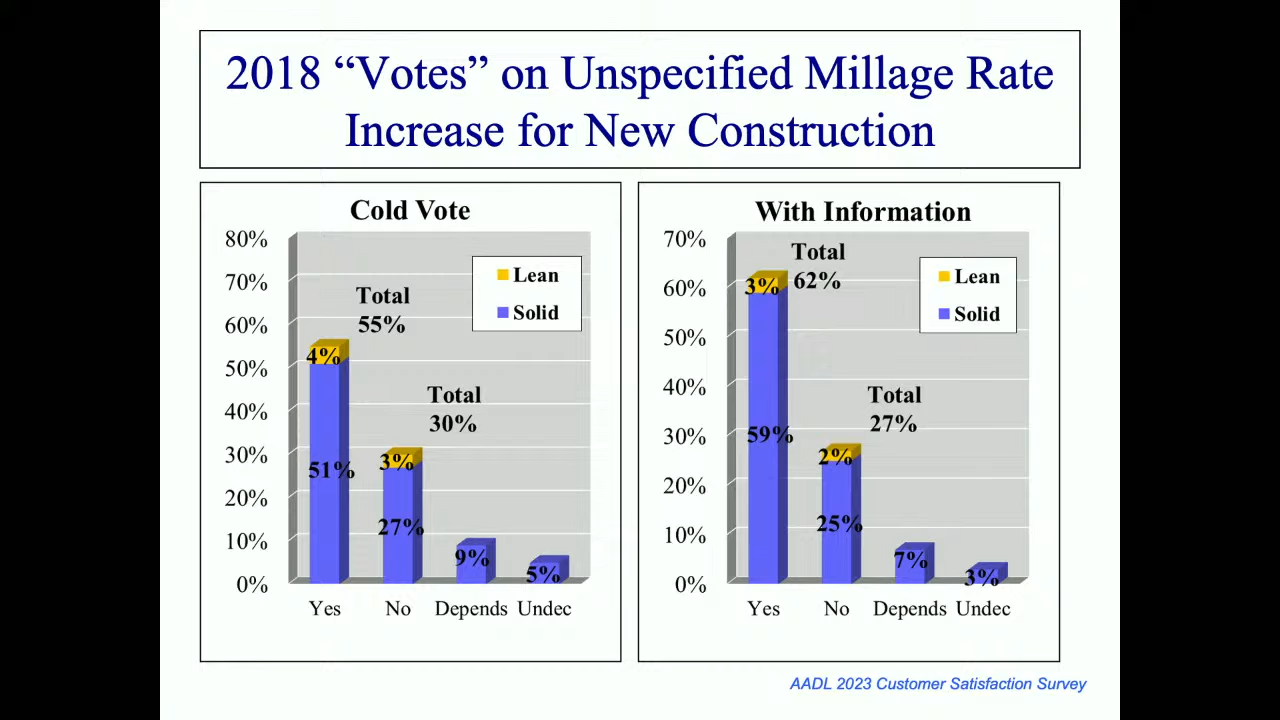 2018 “Votes” on Unspecified Millage Rate
Increase for New Construction
Cold Vote
80%
70%
60%
50%
40%
30%
20%
10%
0%
Lean
Solid
Total
55%
4%
51%
Total
30%
3%
27%
9%
5%
Yes No Depends Undec
With Information
70%
60%
50%
40%
30%
20%
10%
0%
Lean
Solid
Total
62%
3%
59%
Total
27%
2%
25%
7%
3%
Yes No Depends Undec
AADL 2023 Customer Satisfaction Survey